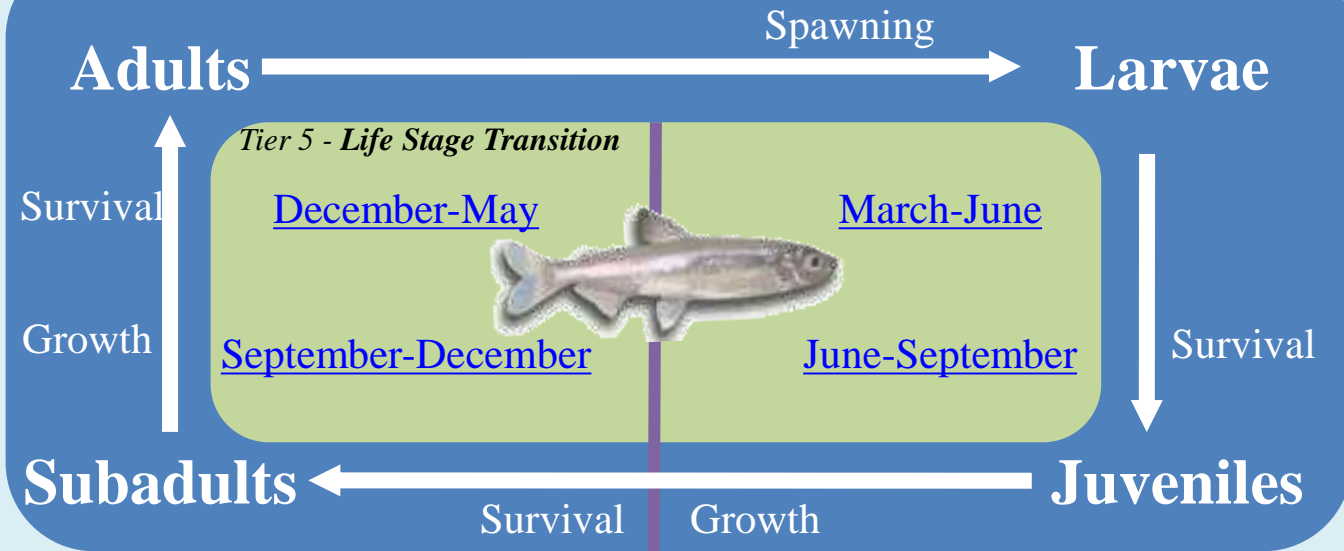 Spawning
Adults
Larvae
Tier 5 - Life Stage Transition
Survival
December-May
March-June
Growth
September-December
June-September
Survival
Subadults
Juveniles
Survival
Growth